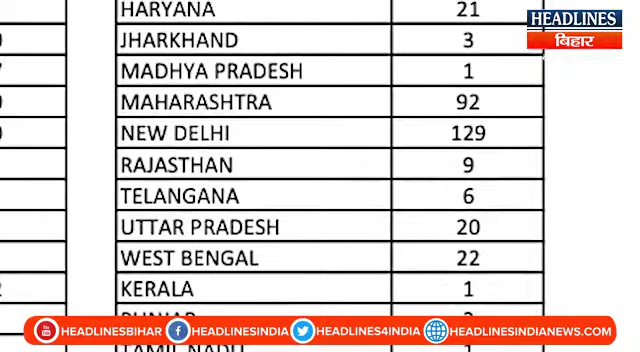 HARYANA 21
JHARKHAND 3
MADHYA PRADESH 1
MAHARASHTRA 92
NEW DELHI 129
RAJASTHAN 9
TELANGANA 6
UTTAR PRADESH 20
WEST BENGAL 22
KERALA 1
HEADLINES
बिहार
HEADLINESBIHAR HEADLINESINDIA HEADLINES4INDIA HEADLINESINDIANEWS.COM